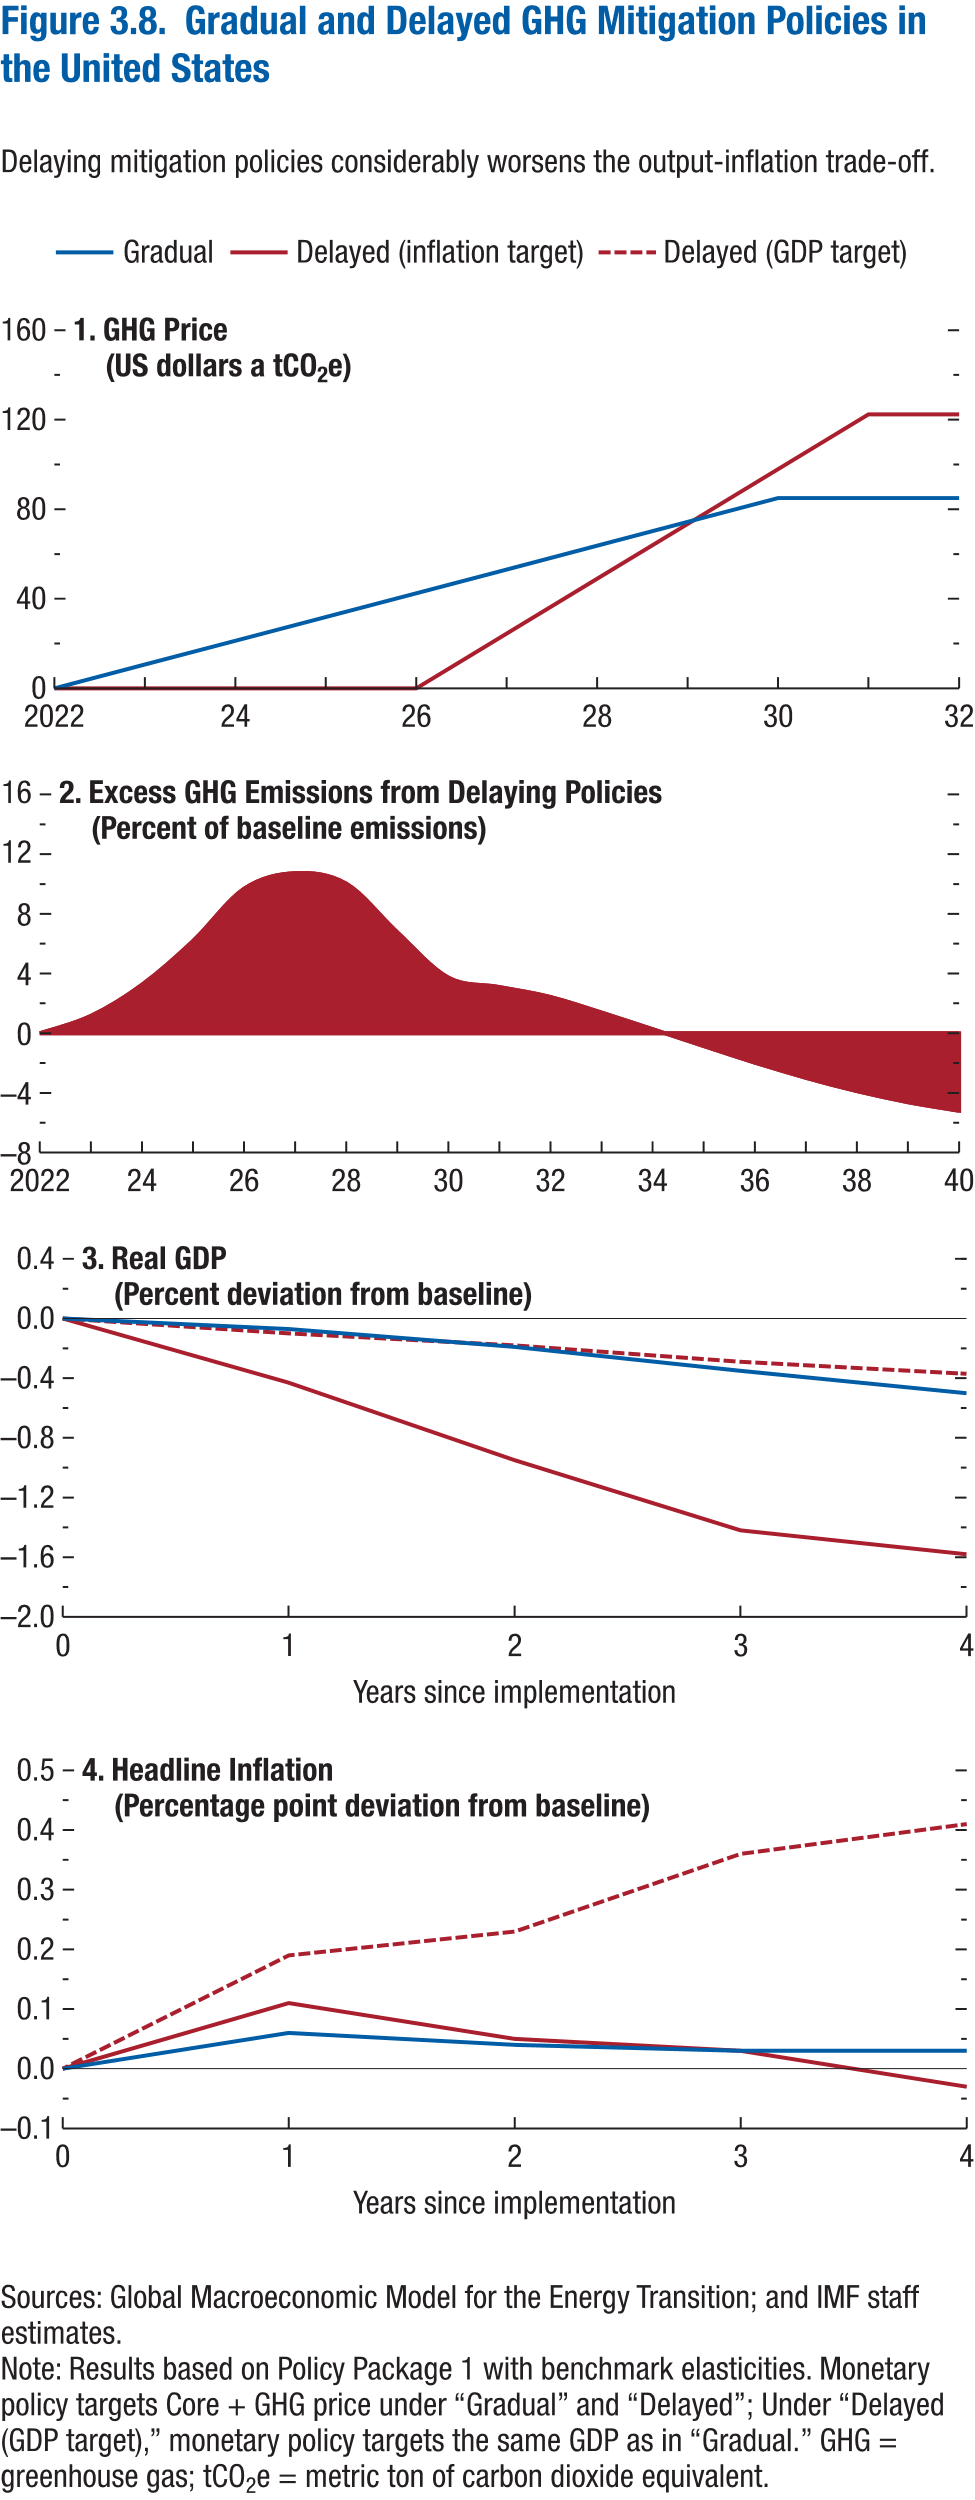 Figure 3.8.  Gradual and Delayed GHG Mitigation Policies in
the United States
Delaying mitigation policies considerably worsens the output-inflation trade-off.
Gradual  Delayed (inflation target)  Delayed (GDP target)
1. GHG Price
(US dollars a tCO₂e)
160
120
80
40
0
2022 24 26 28 30 32
2. Excess GHG Emissions from Delaying Policies
(Percent of baseline emissions)
16
12
8
4
0
–4
–8
2022 24 26 28 30 32 34 36 38 40
3. Real GDP
(Percent deviation from baseline)
0.4
0.0
–0.4
–0.8
–1.2
–1.6
–2.0
0 1 2 3 4
Years since implementation
4. Headline Inflation
(Percentage point deviation from baseline)
0.5
0.4
0.3
0.2
0.1
0.0
–0.1
0 1 2 3 4
Years since implementation
Sources: Global Macroeconomic Model for the Energy Transition; and IMF staff
estimates.
Note: Results based on Policy Package 1 with benchmark elasticities. Monetary
policy targets Core + GHG price under “Gradual” and “Delayed”; Under “Delayed
(GDP target),” monetary policy targets the same GDP as in “Gradual.” GHG =
greenhouse gas; tCO₂e = metric ton of carbon dioxide equivalent.